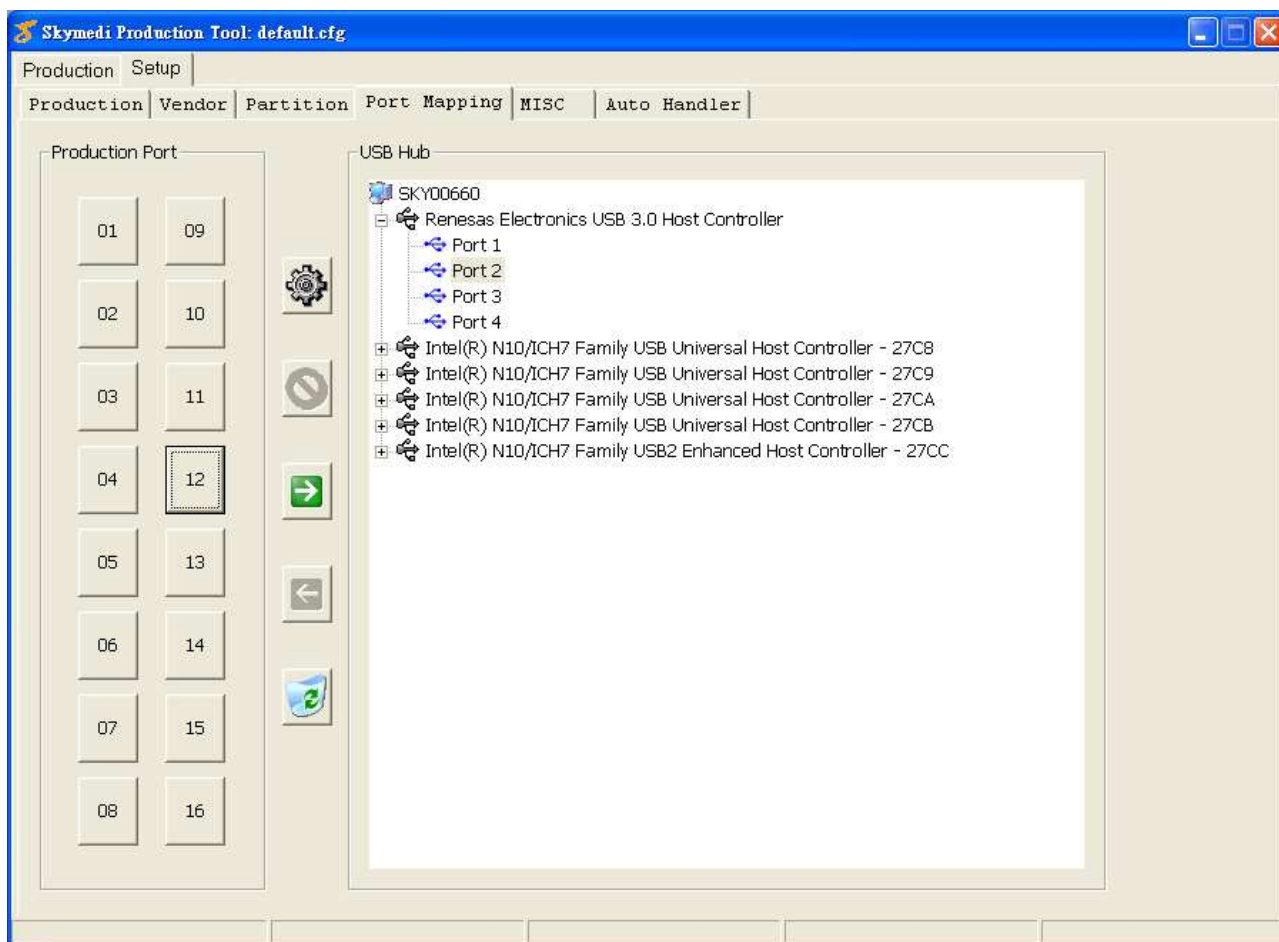 Skymedi Production Tool: default.cfg
Production Setup
Production Vendor Partition Port Mapping MISC Auto Handler
Production Port
USB Hub
01 09
02 10
03 11
04 12
05 13
06 14
07 15
08 16
SKY00660
Renesas Electronics USB 3.0 Host Controller
Port 1
Port 2
Port 3
Port 4
Intel(R) N10/ICH7 Family USB Universal Host Controller - 27C8
Intel(R) N10/ICH7 Family USB Universal Host Controller - 27C9
Intel(R) N10/ICH7 Family USB Universal Host Controller - 27CA
Intel(R) N10/ICH7 Family USB Universal Host Controller - 27CB
Intel(R) N10/ICH7 Family USB2 Enhanced Host Controller - 27CC